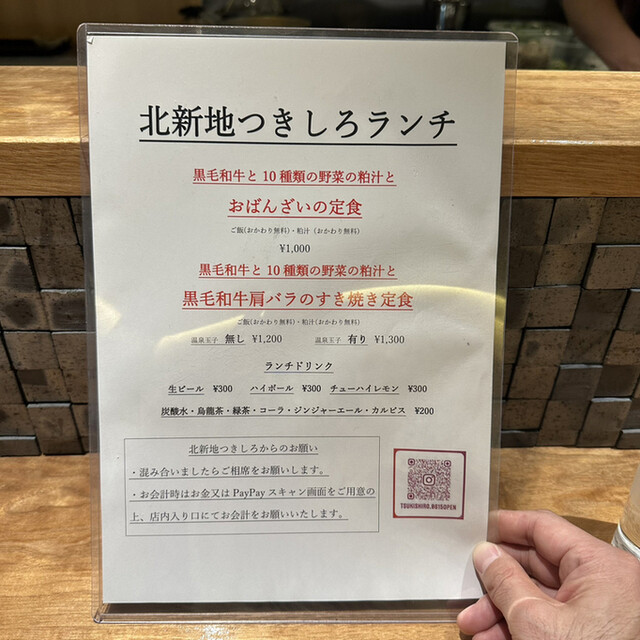 北新地つきしろランチ
黒毛和牛と 10 種類の野菜の粕汁と
おばんざいの定食
ご飯(おかわり無料)・粕汁 (おかわり無料)
¥1,000
黒毛和牛と 10 種類の野菜の粕汁と
黒毛和牛肩バラのすき焼き定食
ご飯(おかわり無料)・粕汁(おかわり無料)
温泉玉子 無し ¥1,200 温泉玉子 有り ¥1,300
ランチドリンク
生ビール ¥300 ハイボール ¥300 チューハイレモン ¥300
炭酸水・烏龍茶・緑茶・コーラ・ジンジャーエール・カルピス ¥200
北新地つきしろからのお願い
・混み合いましたらご相席をお願いします。
・お会計時はお金又は PayPay スキャン画面をご用意の
上、店内入り口にてお会計をお願いいたします。
TSUKISHIRO.0615OPEN